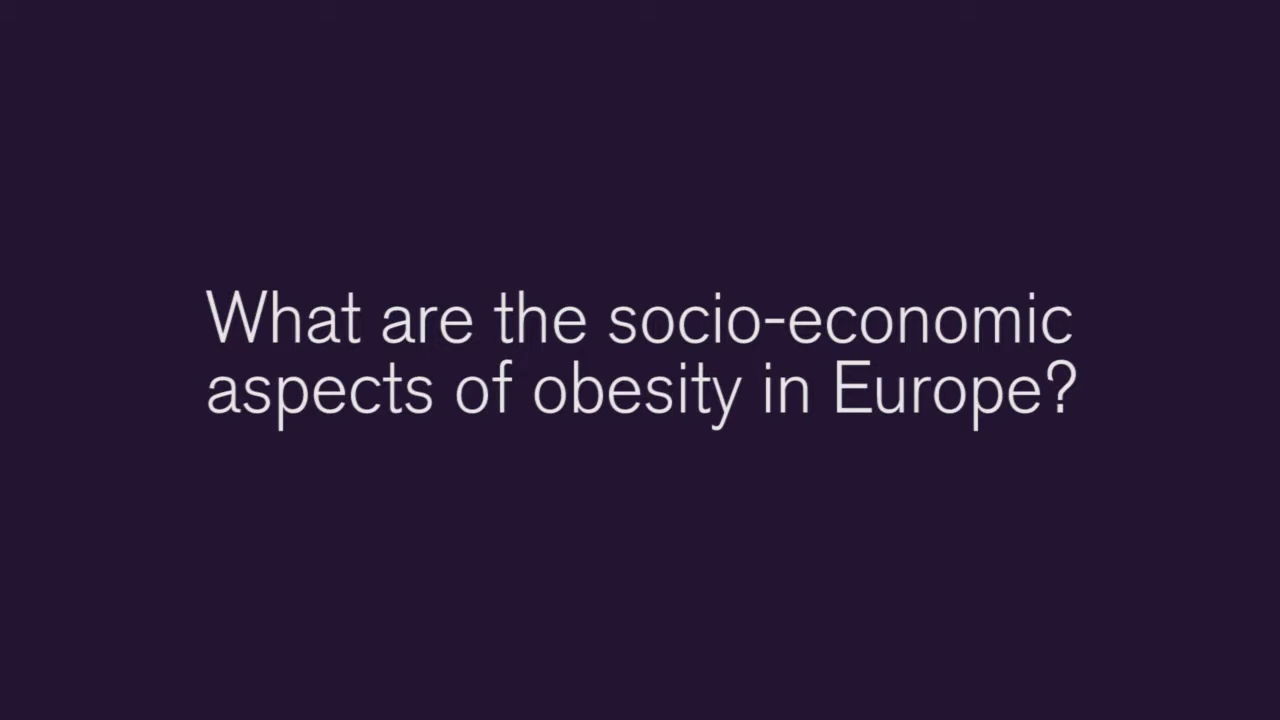 What are the socio-economic
aspects of obesity in Europe?